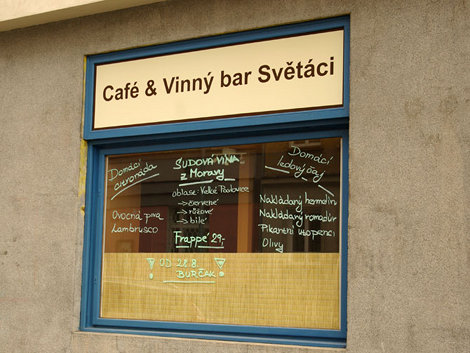 Café & Vinný bar Světáci
Domácí
citronáda
Ovocná piva
Lambrusco
SUDOVÁ VÍNA
z Moravy
oblast Velké Pavlovice
→ červené
→ růžové
→ bílé
Frappé 29,-
Domácí
ledový čaj
Nakládaný hermelín
Nakládaný romadúr
Pikantní utopenci
Olivy
! OD 28.8. !
BURČÁK